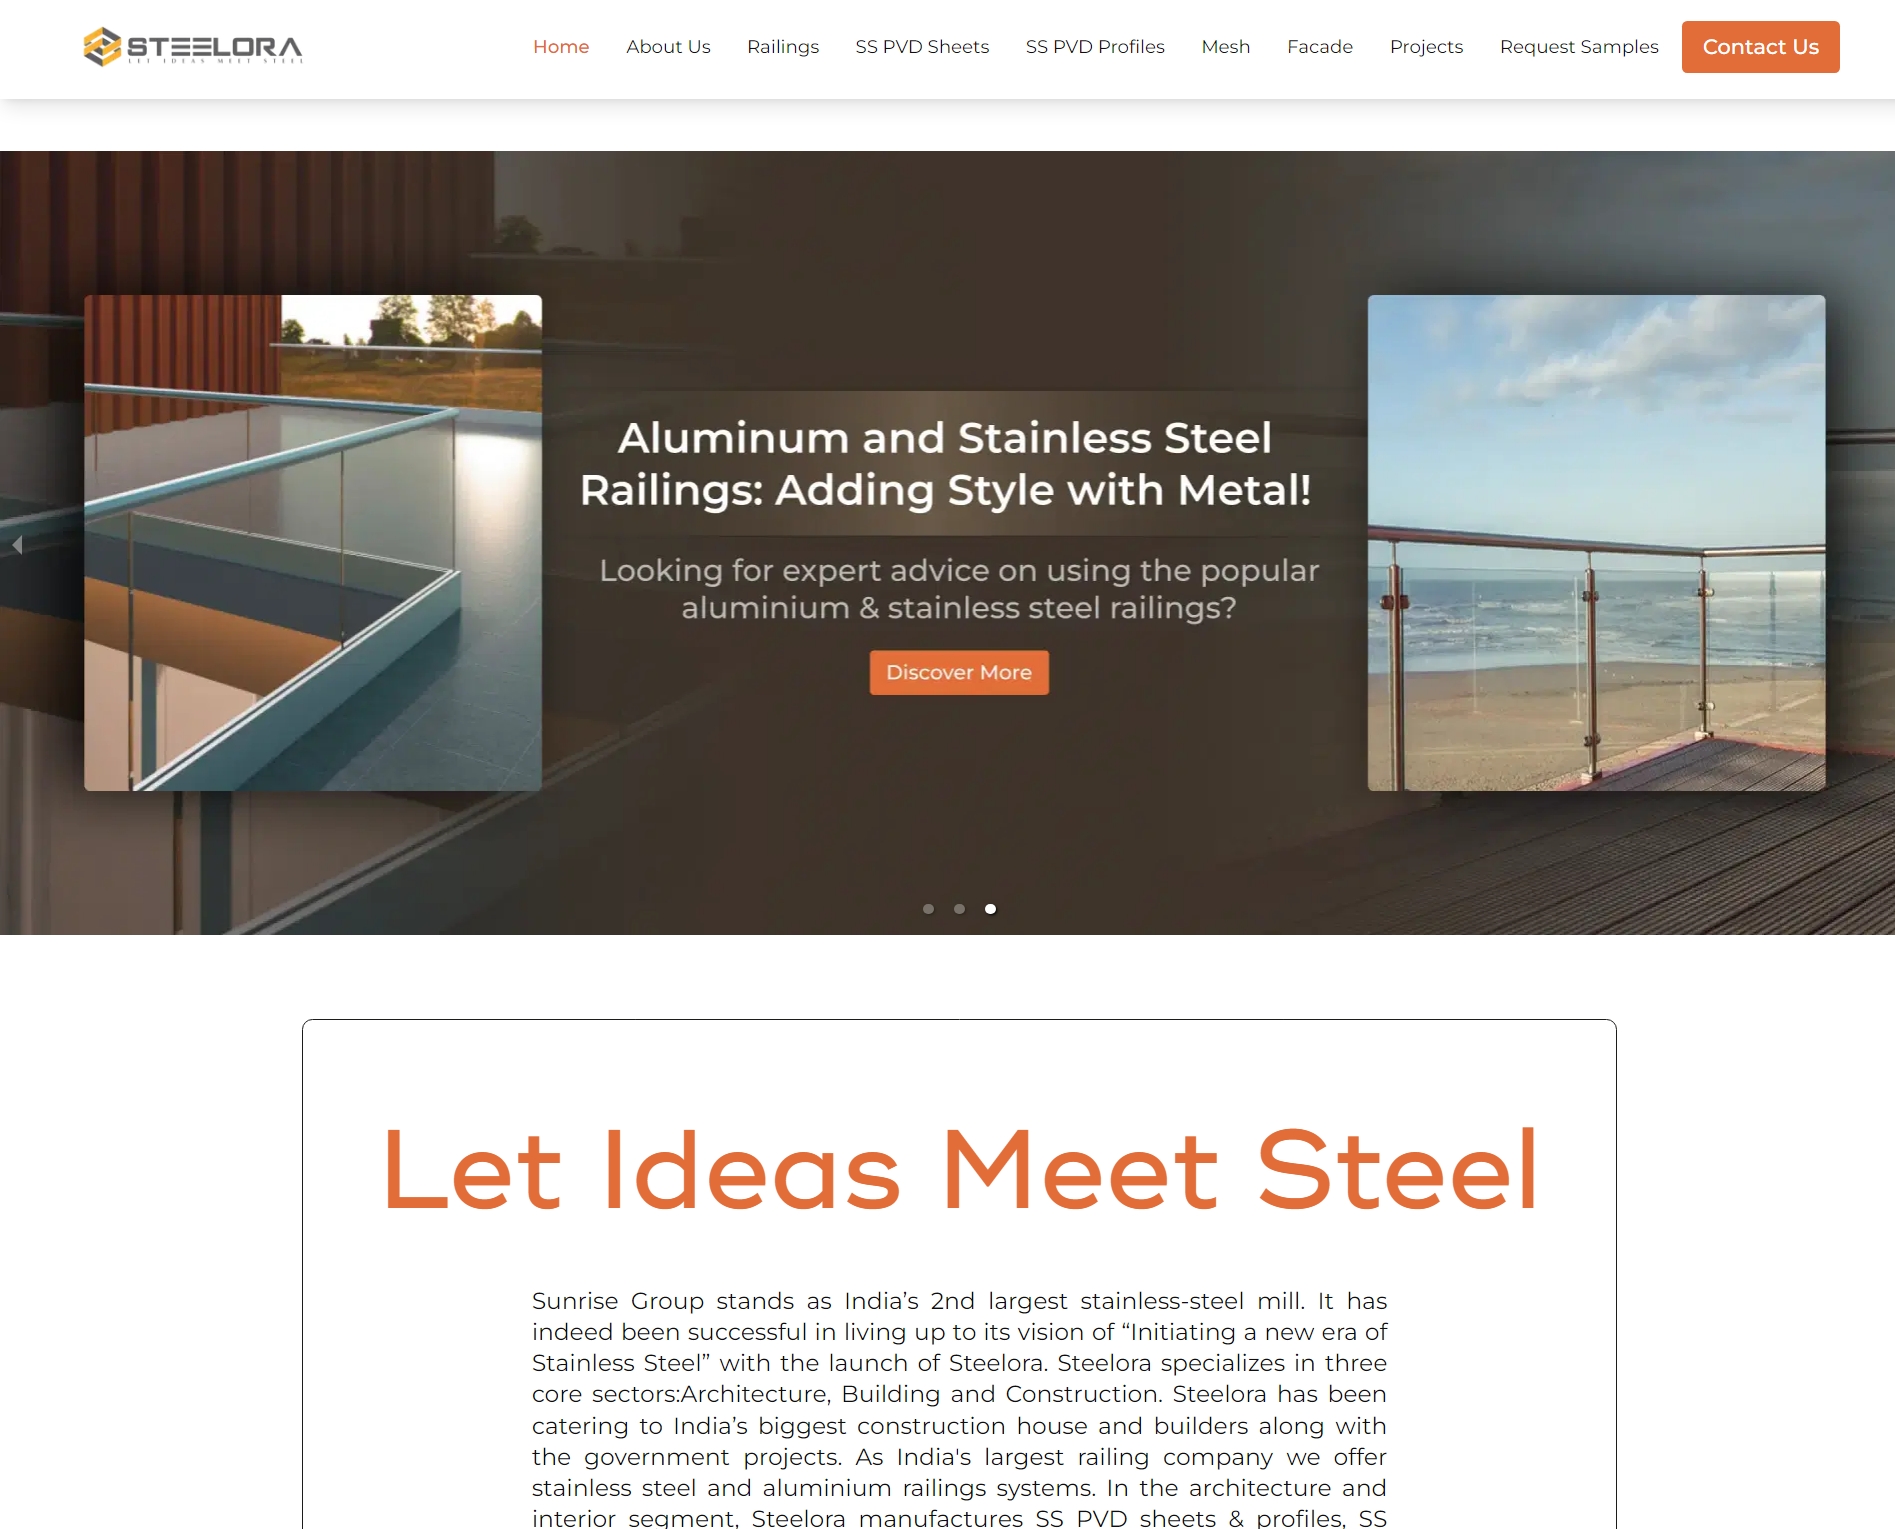 STEELORA
LET IDEAS MEET STEEL
Home
About Us
Railings
SS PVD Sheets
SS PVD Profiles
Mesh
Facade
Projects
Request Samples
Contact Us
Aluminum and Stainless Steel
Railings: Adding Style with Metal!
Looking for expert advice on using the popular
aluminium & stainless steel railings?
Discover More
Let Ideas Meet Steel
Sunrise Group stands as India’s 2nd largest stainless-steel mill. It has
indeed been successful in living up to its vision of “Initiating a new era of
Stainless Steel” with the launch of Steelora. Steelora specializes in three
core sectors:Architecture, Building and Construction. Steelora has been
catering to India’s biggest construction house and builders along with
the government projects. As India's largest railing company we offer
stainless steel and aluminium railings systems. In the architecture and
interior segment, Steelora manufactures SS PVD sheets & profiles, SS